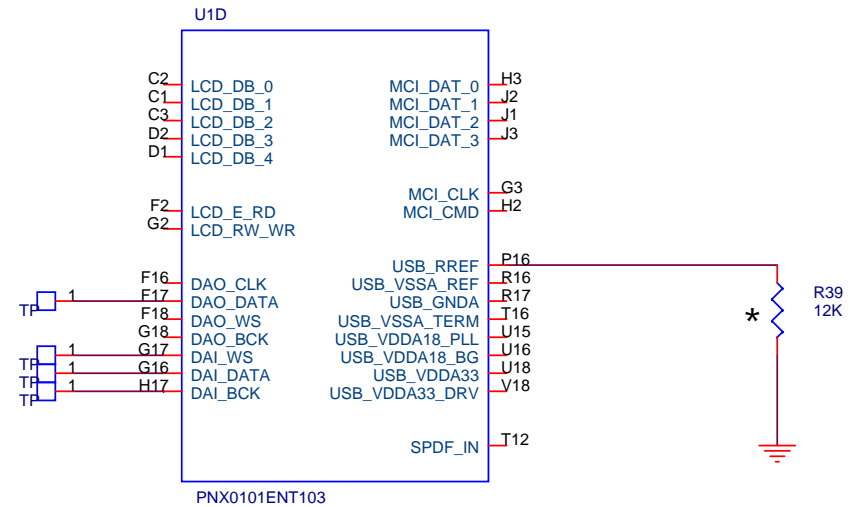 U1D
C2 LCD_DB_0 MCI_DAT_0 H3
C1 LCD_DB_1 MCI_DAT_1 J2
C3 LCD_DB_2 MCI_DAT_2 J1
D2 LCD_DB_3 MCI_DAT_3 J3
D1 LCD_DB_4
MCI_CLK G3
F2 LCD_E_RD MCI_CMD H2
G2 LCD_RW_WR
USB_RREF P16
F16 DAO_CLK USB_VSSA_REF R16
TP 1 F17 DAO_DATA USB_GNDA R17
F18 DAO_WS USB_VSSA_TERM T16
G18 DAO_BCK USB_VDDA18_PLL U15
TP 1 G17 DAI_WS USB_VDDA18_BG U16
TP 1 G16 DAI_DATA USB_VDDA33 U18
TP 1 H17 DAI_BCK USB_VDDA33_DRV V18
R39
* 12K
SPDF_IN T12
PNX0101ENT103